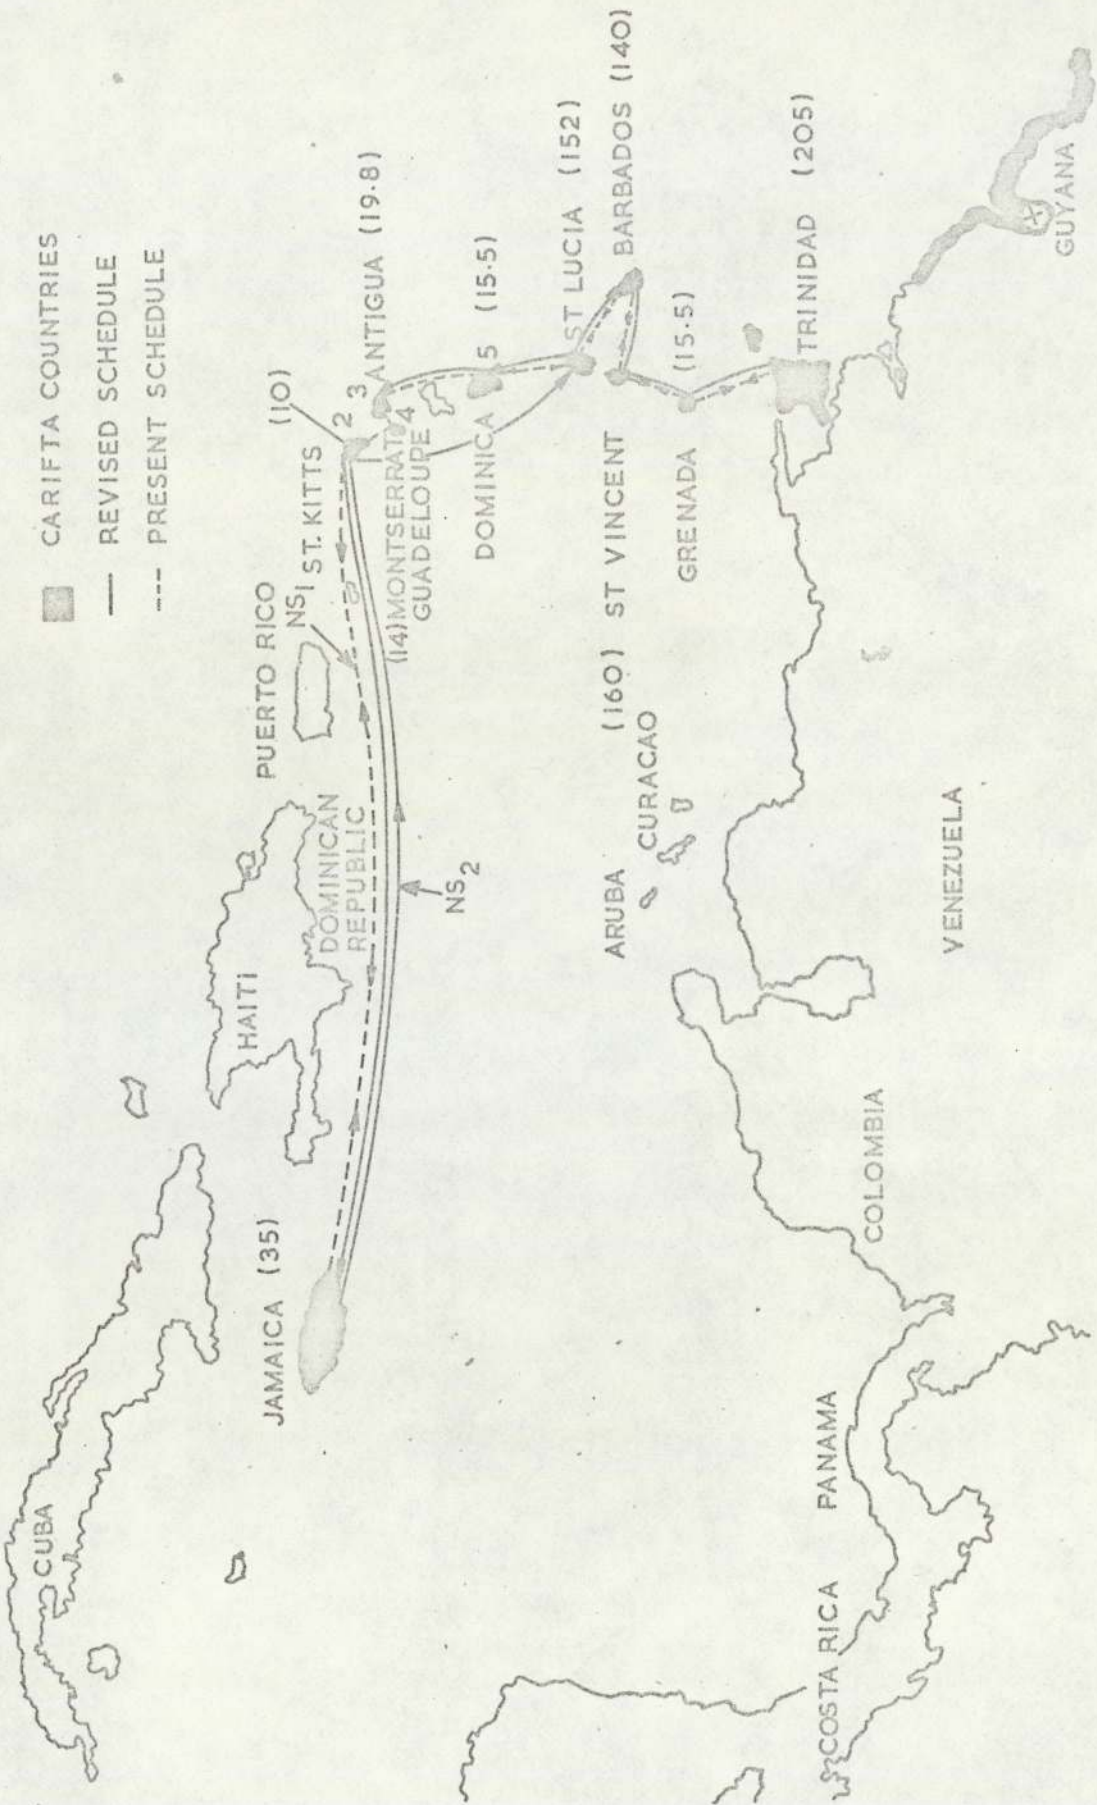 CARIFTA COUNTRIES
REVISED SCHEDULE
PRESENT SCHEDULE
CUBA
JAMAICA (35)
HAITI
DOMINICAN
REPUBLIC
PUERTO RICO
NS1
ST. KITTS
(10)
2
3
ANTIGUA (19.8)
4
(14) MONTSERRAT
GUADELOUPE
NS2
DOMINICA
5
(15.5)
ST LUCIA (152)
BARBADOS (140)
(160) ST VINCENT
ARUBA
CURACAO
GRENADA
(15.5)
TRINIDAD (205)
GUYANA
VENEZUELA
COLOMBIA
PANAMA
COSTA RICA